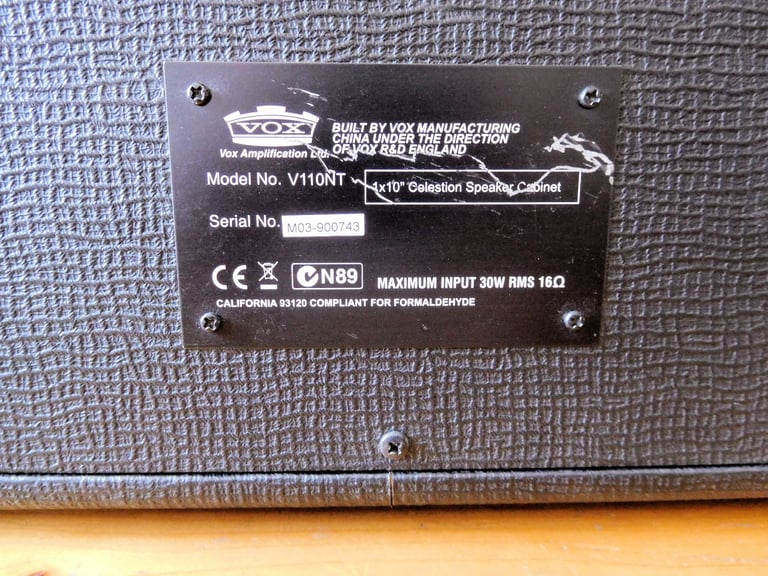 VOX
Vox Amplification Ltd.
BUILT BY VOX MANUFACTURING
CHINA UNDER THE DIRECTION
OF VOX R&D ENGLAND
Model No. V110NT
1x10" Celestion Speaker Cabinet
Serial No. M03-900743
CE N89 MAXIMUM INPUT 30W RMS 16Ω
CALIFORNIA 93120 COMPLIANT FOR FORMALDEHYDE